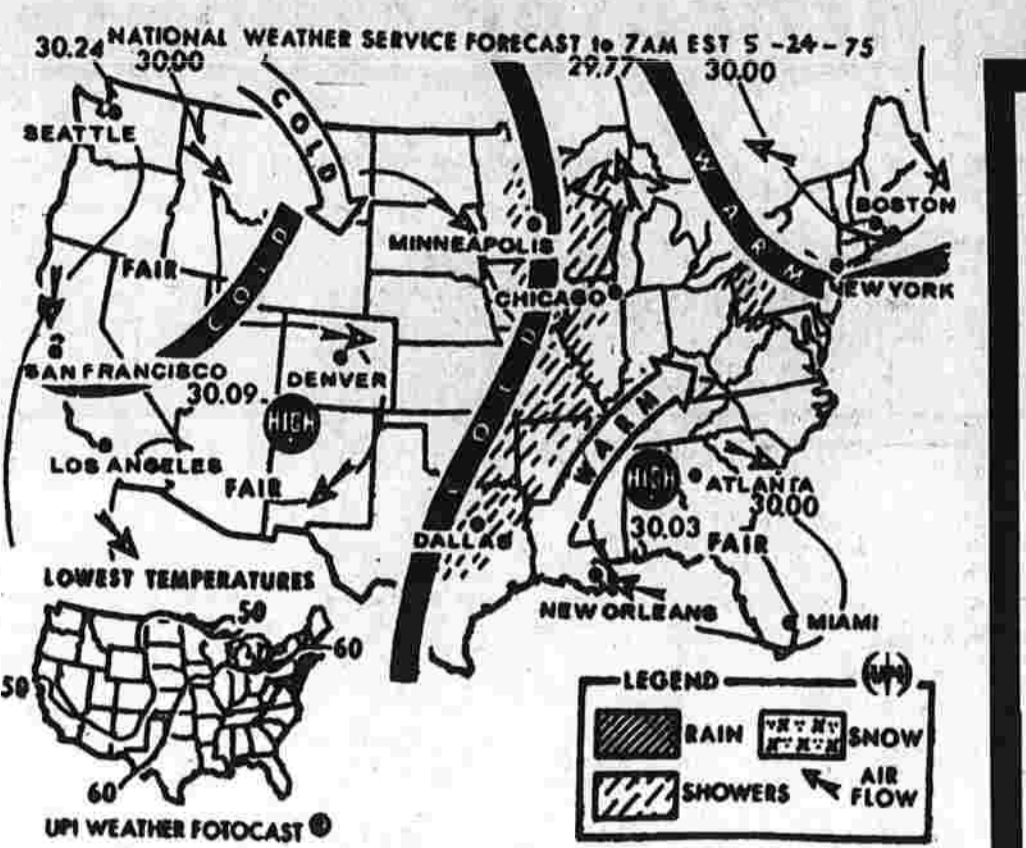 NATIONAL WEATHER SERVICE FORECAST to 7AM EST 5-24-75
30.24
30.00
29.77
30.00
COLD
WARM
SEATTLE
BOSTON
MINNEAPOLIS
COLD
FAIR
CHICAGO
NEW YORK
COLD
SAN FRANCISCO
DENVER
30.09
HIGH
WARM
LOS ANGELES
FAIR
HIGH
ATLANTA
30.00
30.03
FAIR
DALLAS
LOWEST TEMPERATURES
NEW ORLEANS
MIAMI
50
60
50
60
LEGEND
RAIN
SNOW
SHOWERS
AIR
FLOW
UPI WEATHER FOTOCAST ®